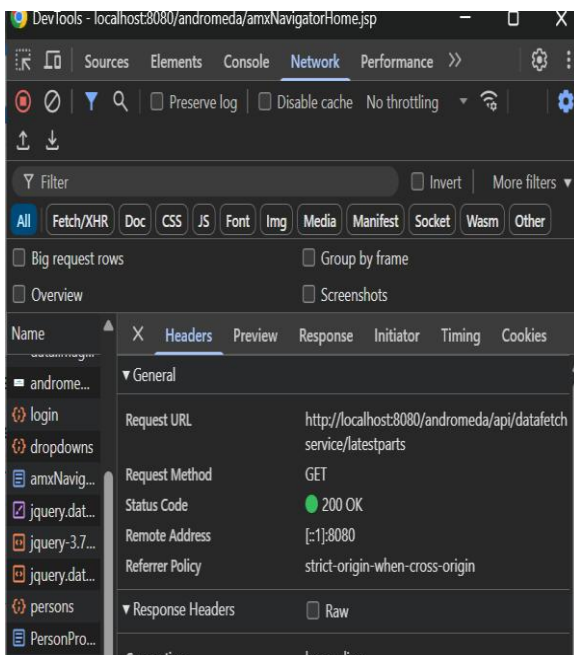 DevTools - localhost:8080/andromeda/amxNavigatorHome.jsp
Sources Elements Console Network Performance
Preserve log Disable cache No throttling
Filter Invert More filters
All Fetch/XHR Doc CSS JS Font Img Media Manifest Socket Wasm Other
Big request rows Group by frame
Overview Screenshots
Name Headers Preview Response Initiator Timing Cookies
General
androme...
login Request URL http://localhost:8080/andromeda/api/datafetch
dropdowns service/latestparts
amxNavig... Request Method GET
jquery.dat... Status Code 200 OK
jquery-3.7... Remote Address [::1]:8080
jquery.dat... Referrer Policy strict-origin-when-cross-origin
persons Response Headers Raw
PersonPro...